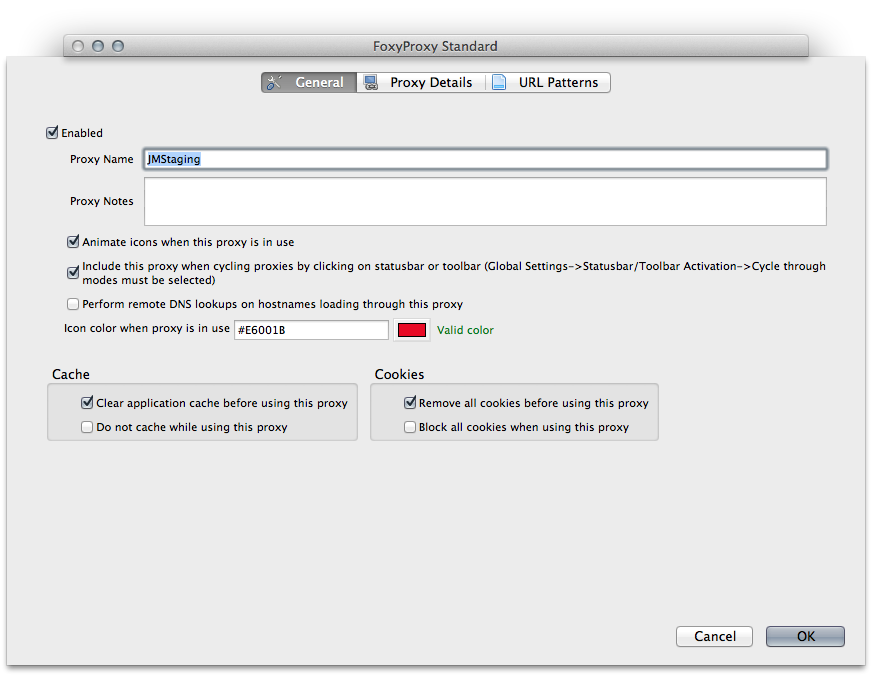 FoxyProxy Standard
General Proxy Details URL Patterns
Enabled
Proxy Name JMStaging
Proxy Notes
Animate icons when this proxy is in use
Include this proxy when cycling proxies by clicking on statusbar or toolbar (Global Settings->Statusbar/Toolbar Activation->Cycle through
modes must be selected)
Perform remote DNS lookups on hostnames loading through this proxy
Icon color when proxy is in use #E6001B Valid color
Cache Cookies
Clear application cache before using this proxy Remove all cookies before using this proxy
Do not cache while using this proxy Block all cookies when using this proxy
Cancel OK